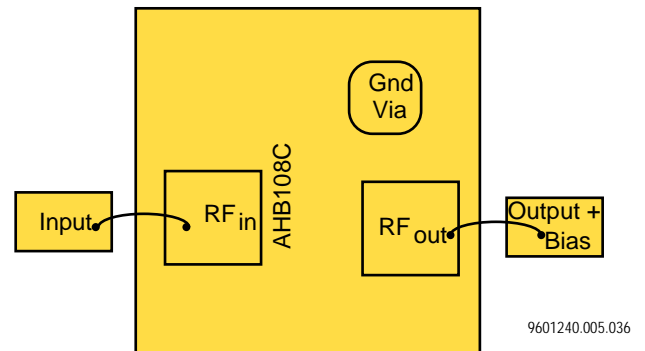 Gnd
Via
AHB108C
Input
RFin
RFout
Output +
Bias
9601240.005.036